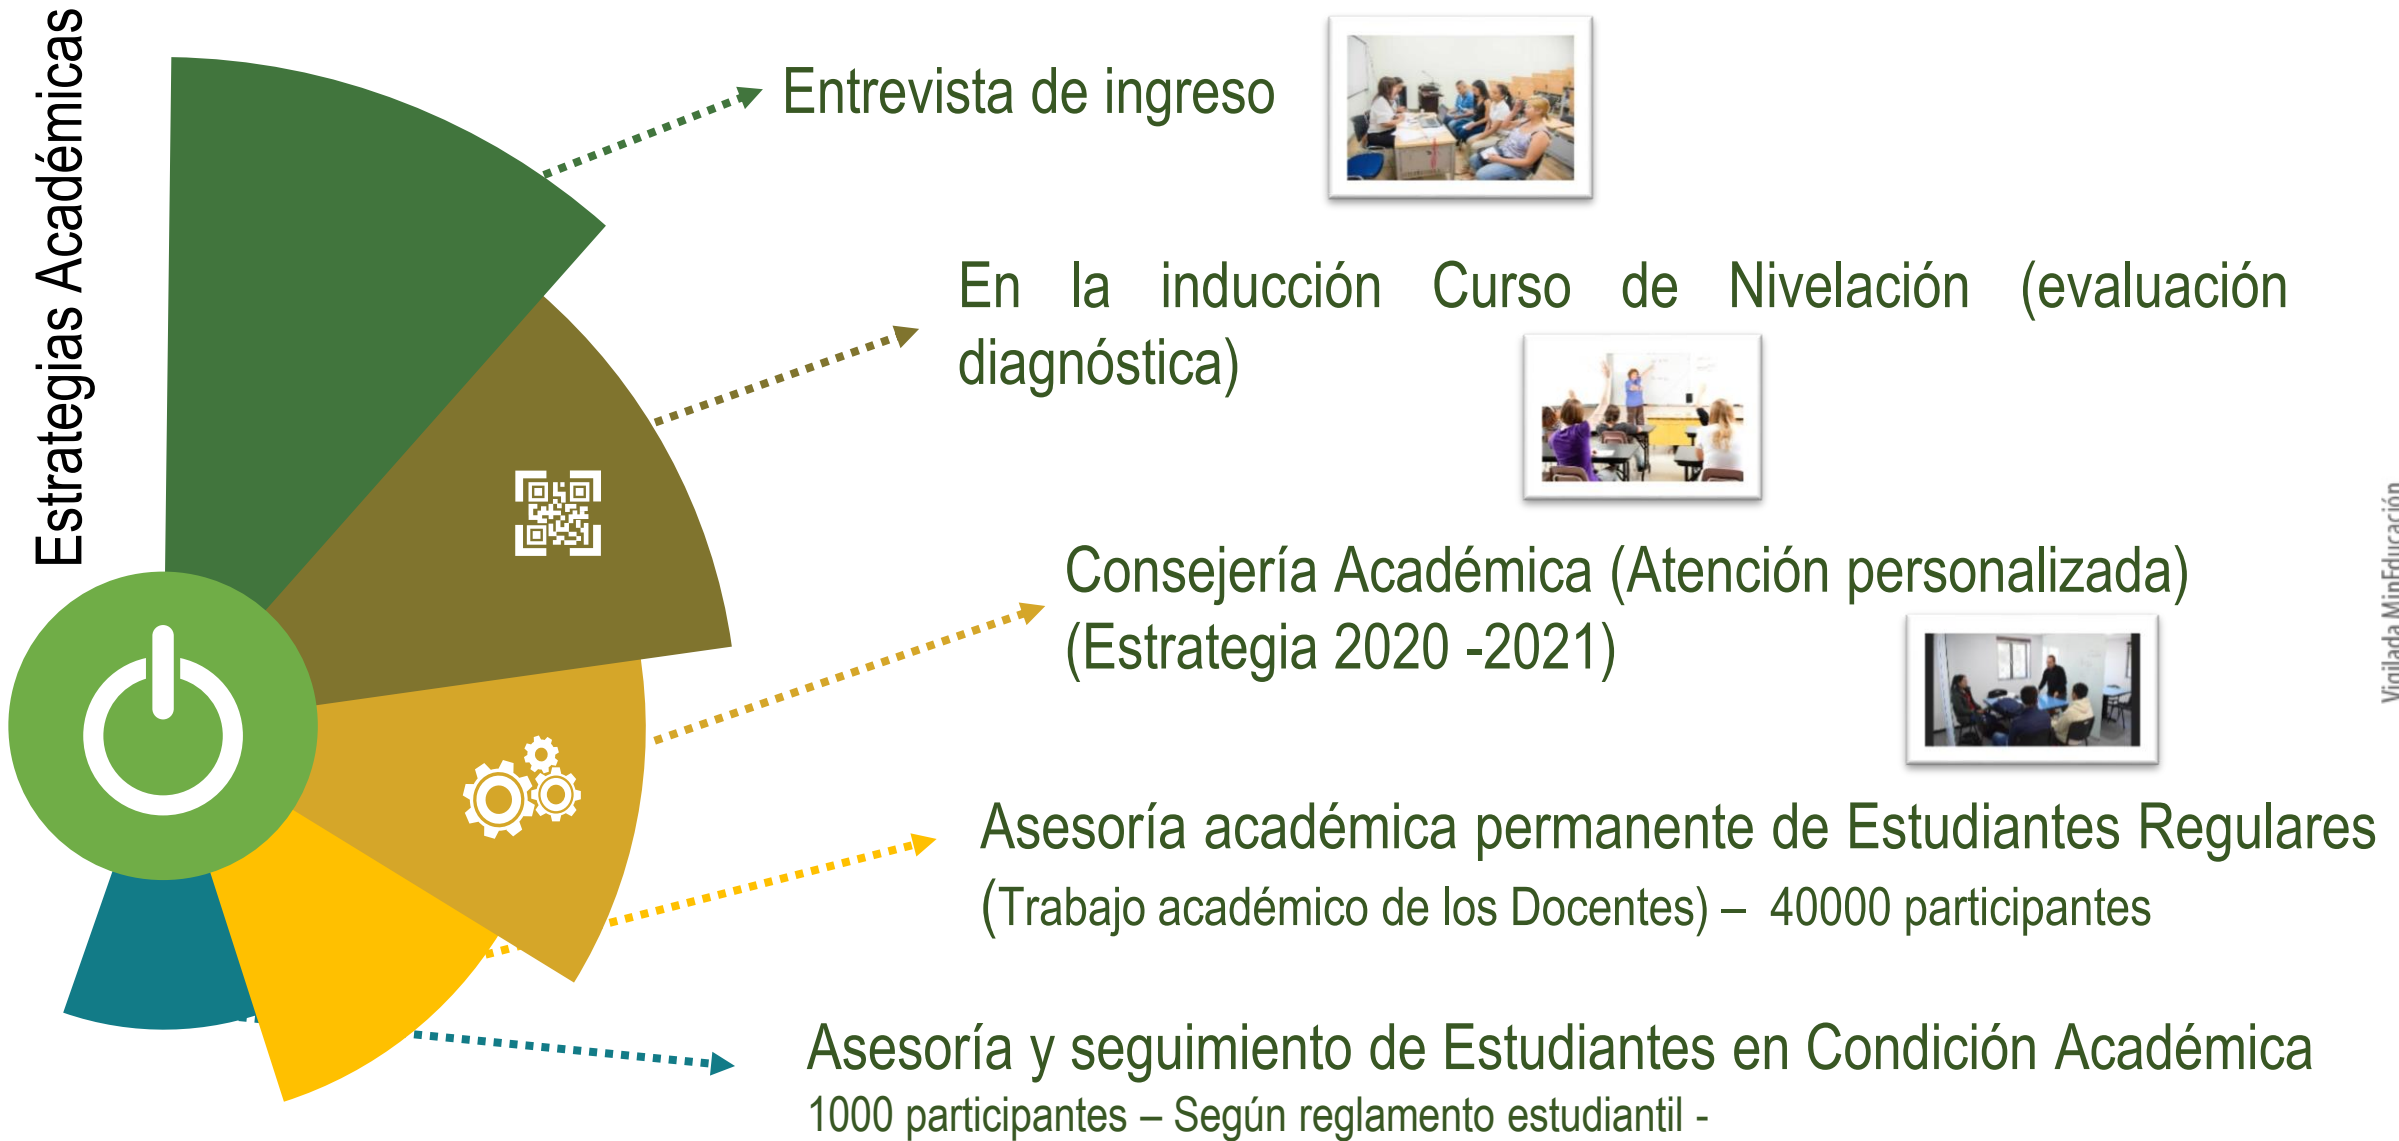 Estrategias Académicas
Entrevista de ingreso
En la inducción Curso de Nivelación (evaluación
diagnóstica)
Consejería Académica (Atención personalizada)
(Estrategia 2020 -2021)
Asesoría académica permanente de Estudiantes Regulares
(Trabajo académico de los Docentes) – 40000 participantes
Asesoría y seguimiento de Estudiantes en Condición Académica
1000 participantes – Según reglamento estudiantil -
Vigilada MinEducación